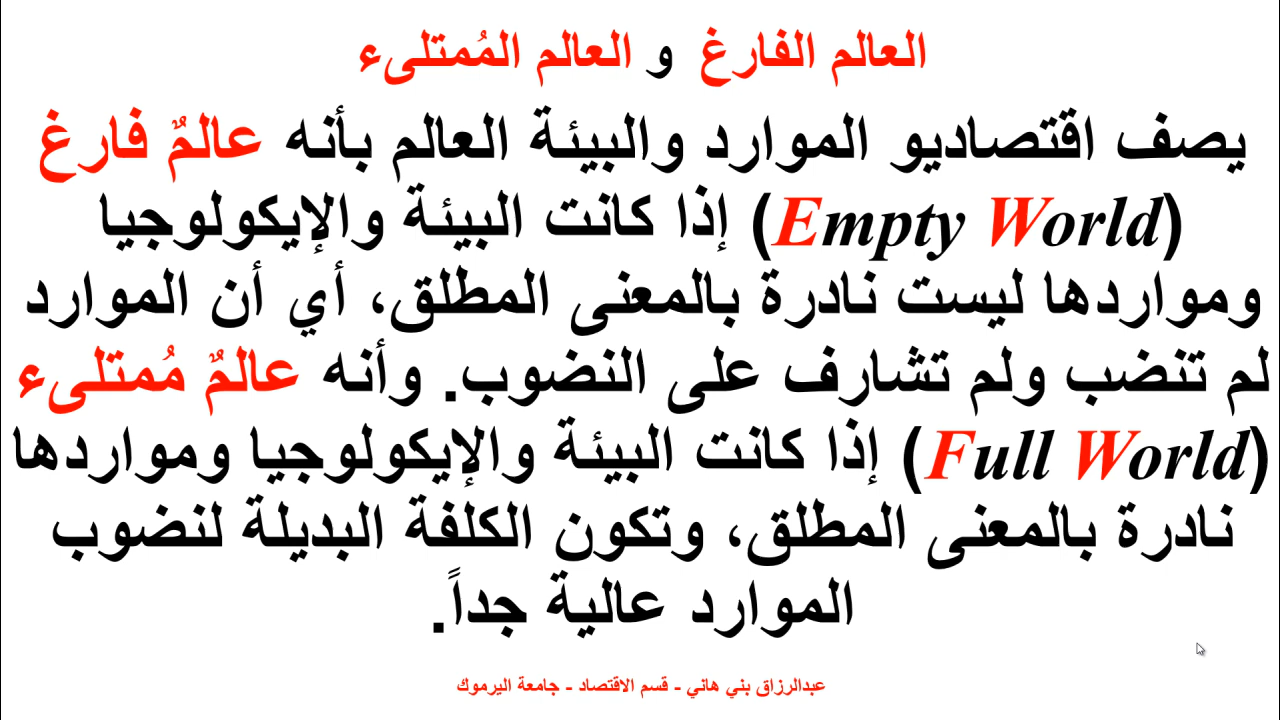 العالم الفارغ و العالم المُمتلىء
يصف اقتصاديو الموارد والبيئة العالم بأنه عالمٌ فارغ
(Empty World) إذا كانت البيئة والإيكولوجيا
ومواردها ليست نادرة بالمعنى المطلق، أي أن الموارد
لم تنضب ولم تشارف على النضوب. وأنه عالمٌ مُمتلىء
(Full World) إذا كانت البيئة والإيكولوجيا ومواردها
نادرة بالمعنى المطلق، وتكون الكلفة البديلة لنضوب
الموارد عالية جداً.
عبدالرزاق بني هاني - قسم الاقتصاد - جامعة اليرموك